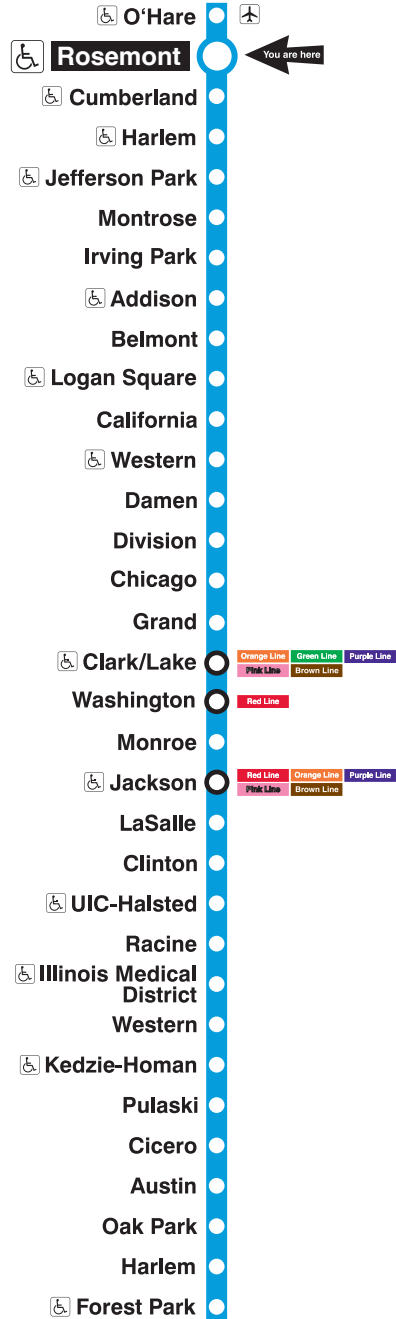 O‘Hare
Rosemont
You are here
Cumberland
Harlem
Jefferson Park
Montrose
Irving Park
Addison
Belmont
Logan Square
California
Western
Damen
Division
Chicago
Grand
Clark/Lake
Orange Line Green Line Purple Line
Pink Line Brown Line
Washington
Red Line
Monroe
Jackson
Red Line Orange Line Purple Line
Pink Line Brown Line
LaSalle
Clinton
UIC-Halsted
Racine
Illinois Medical
District
Western
Kedzie-Homan
Pulaski
Cicero
Austin
Oak Park
Harlem
Forest Park